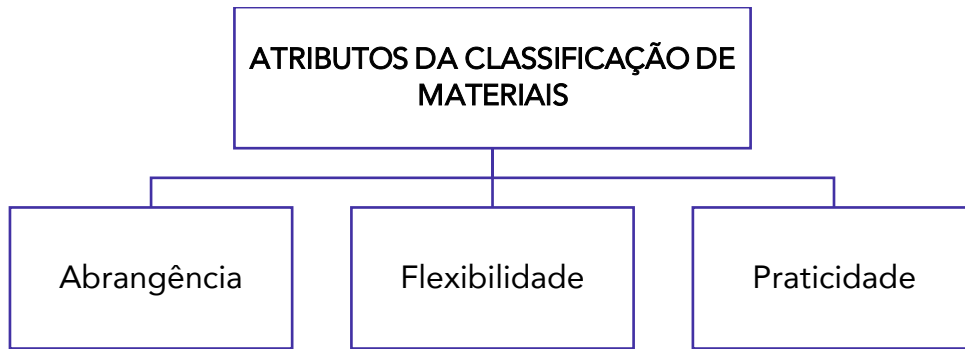 ATRIBUTOS DA CLASSIFICAÇÃO DE
MATERIAIS
Abrangência
Flexibilidade
Praticidade